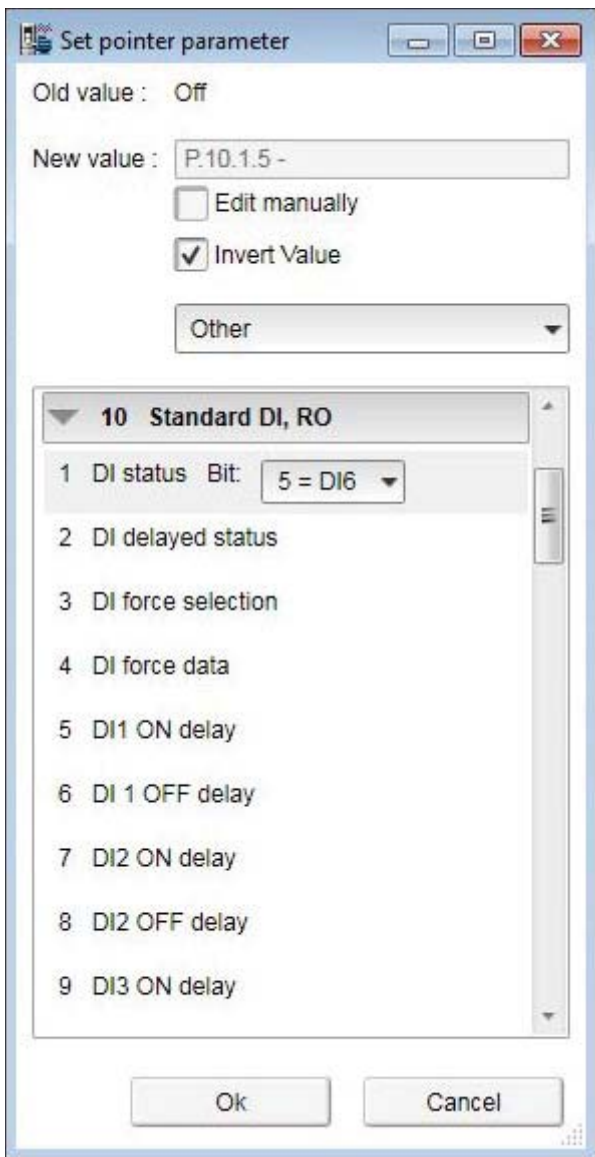 Set pointer parameter
Old value : Off
New value : P.10.1.5 -
Edit manually
Invert Value
Other
10 Standard DI, RO
1 DI status Bit: 5 = DI6
2 DI delayed status
3 DI force selection
4 DI force data
5 DI1 ON delay
6 DI 1 OFF delay
7 DI2 ON delay
8 DI2 OFF delay
9 DI3 ON delay
Ok Cancel